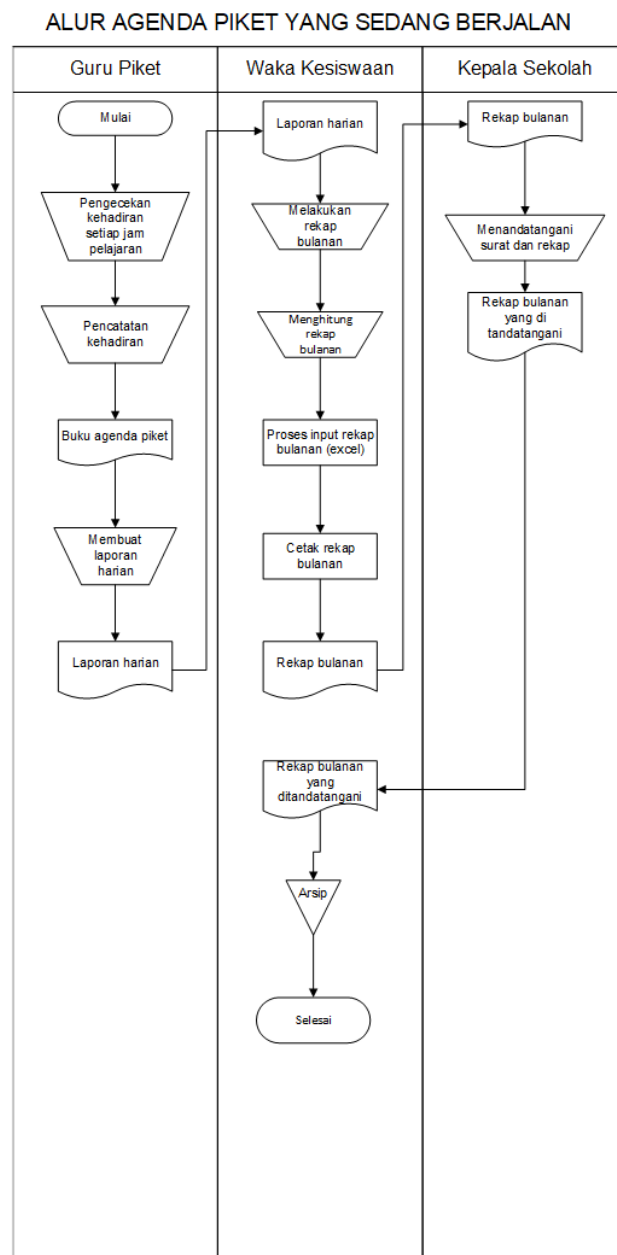 ALUR AGENDA PIKET YANG SEDANG BERJALAN
Guru Piket
Waka Kesiswaan
Kepala Sekolah
Mulai
Pengecekan
kehadiran
setiap jam
pelajaran
Pencatatan
kehadiran
Buku agenda piket
Membuat
laporan
harian
Laporan harian
Laporan harian
Melakukan
rekap
bulanan
Menghitung
rekap
bulanan
Proses input rekap
bulanan (excel)
Cetak rekap
bulanan
Rekap bulanan
Rekap bulanan
Menandatangani
surat dan rekap
Rekap bulanan
yang di
tandatangani
Rekap bulanan
yang
ditandatangani
Arsip
Selesai